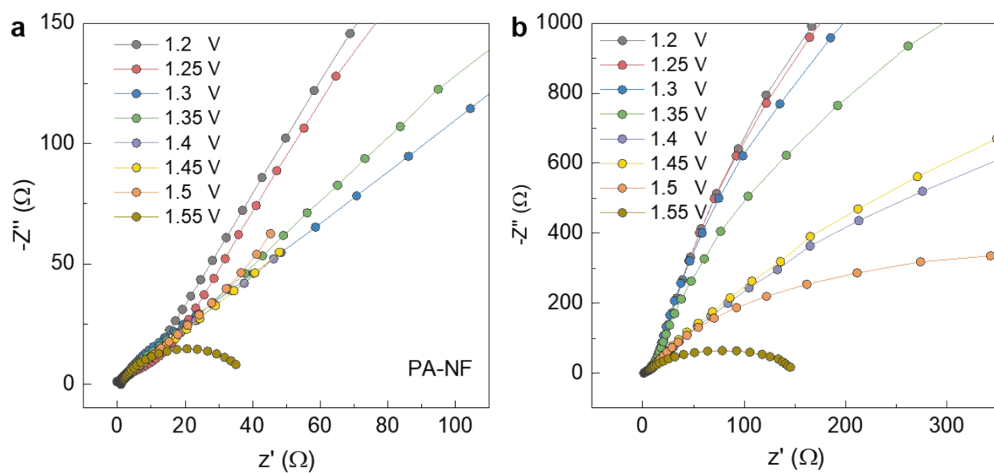 a
150
100
50
0
-Z'' (Ω)
1.2 V
1.25 V
1.3 V
1.35 V
1.4 V
1.45 V
1.5 V
1.55 V
PA-NF
0 20 40 60 80 100
z' (Ω)
b
1000
800
600
400
200
0
-Z'' (Ω)
1.2 V
1.25 V
1.3 V
1.35 V
1.4 V
1.45 V
1.5 V
1.55 V
0 100 200 300
z' (Ω)